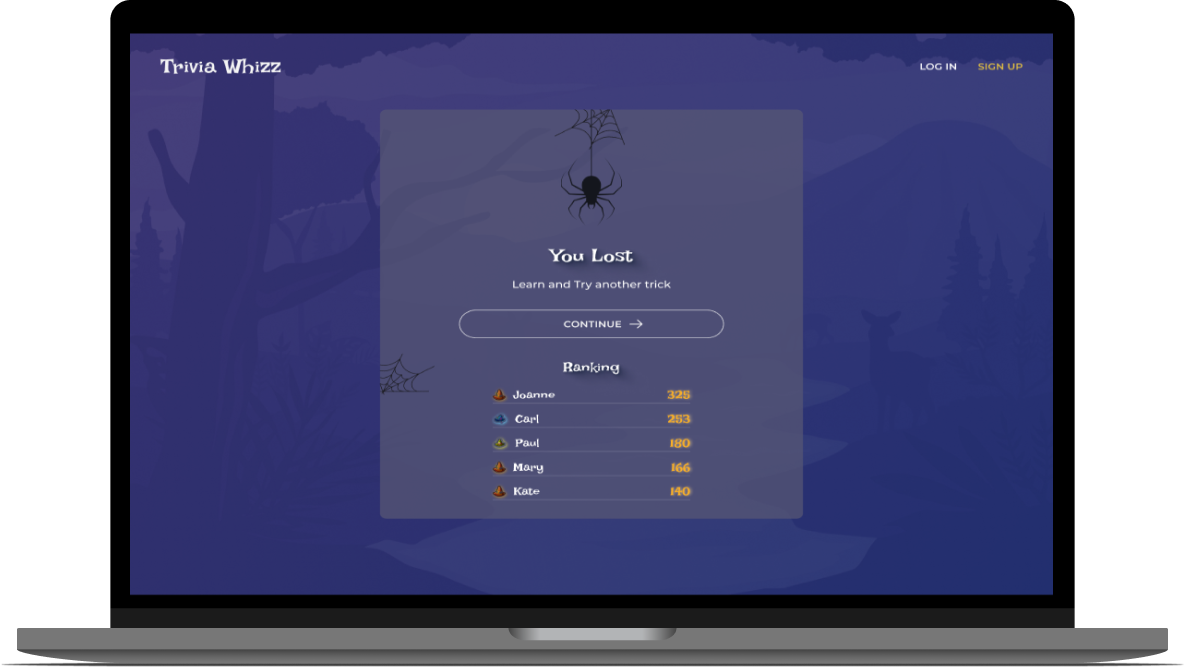 Trivia Whizz
LOG IN SIGN UP
You Lost
Learn and Try another trick
CONTINUE →
Ranking
Joanne 325
Carl 253
Paul 180
Mary 166
Kate 140